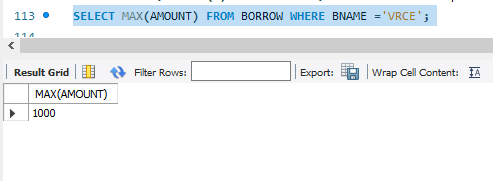 113 SELECT MAX(AMOUNT) FROM BORROW WHERE BNAME ='VRCE';
114
Result Grid Filter Rows: Export: Wrap Cell Content: IA
MAX(AMOUNT)
1000